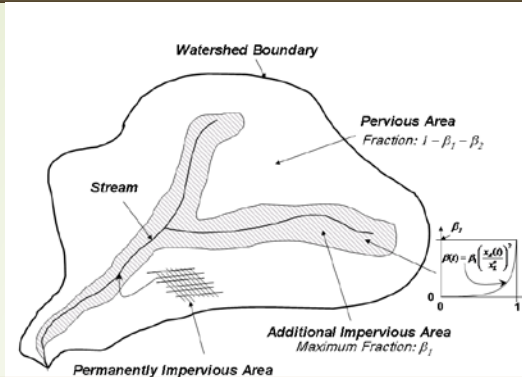 Watershed Boundary
Pervious Area
Fraction: 1 − β₁ − β₂
Stream
β₁
0
0
1
Additional Impervious Area
Maximum Fraction: β₁
Permanently Impervious Area